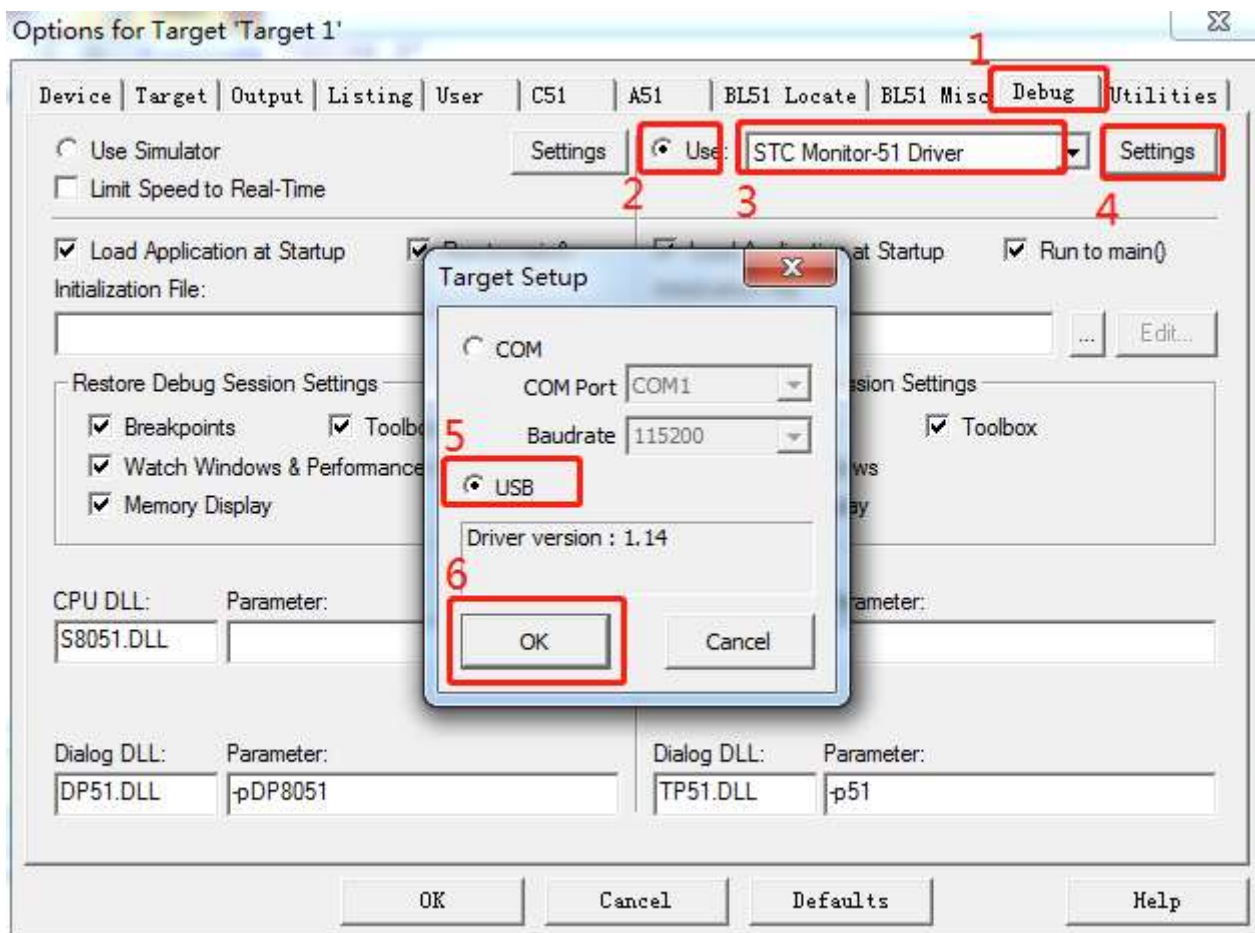 Options for Target 'Target 1'
1
Device Target Output Listing User C51 A51 BL51 Locate BL51 Misc Debug Utilities
Use Simulator Settings Use: STC Monitor-51 Driver Settings
Limit Speed to Real-Time
2 3 4
Load Application at Startup at Startup Run to main()
Target Setup
Initialization File:
... Edit...
COM
COM Port COM1
Restore Debug Session Settings Settings
Baudrate 115200
Breakpoints Toolbox
5
Watch Windows & Performance
USB
Memory Display
Driver version : 1.14
6
CPU DLL: Parameter:
S8051.DLL
OK Cancel
Dialog DLL: Parameter: Dialog DLL: Parameter:
DP51.DLL -pDP8051 TP51.DLL -p51
OK Cancel Defaults Help